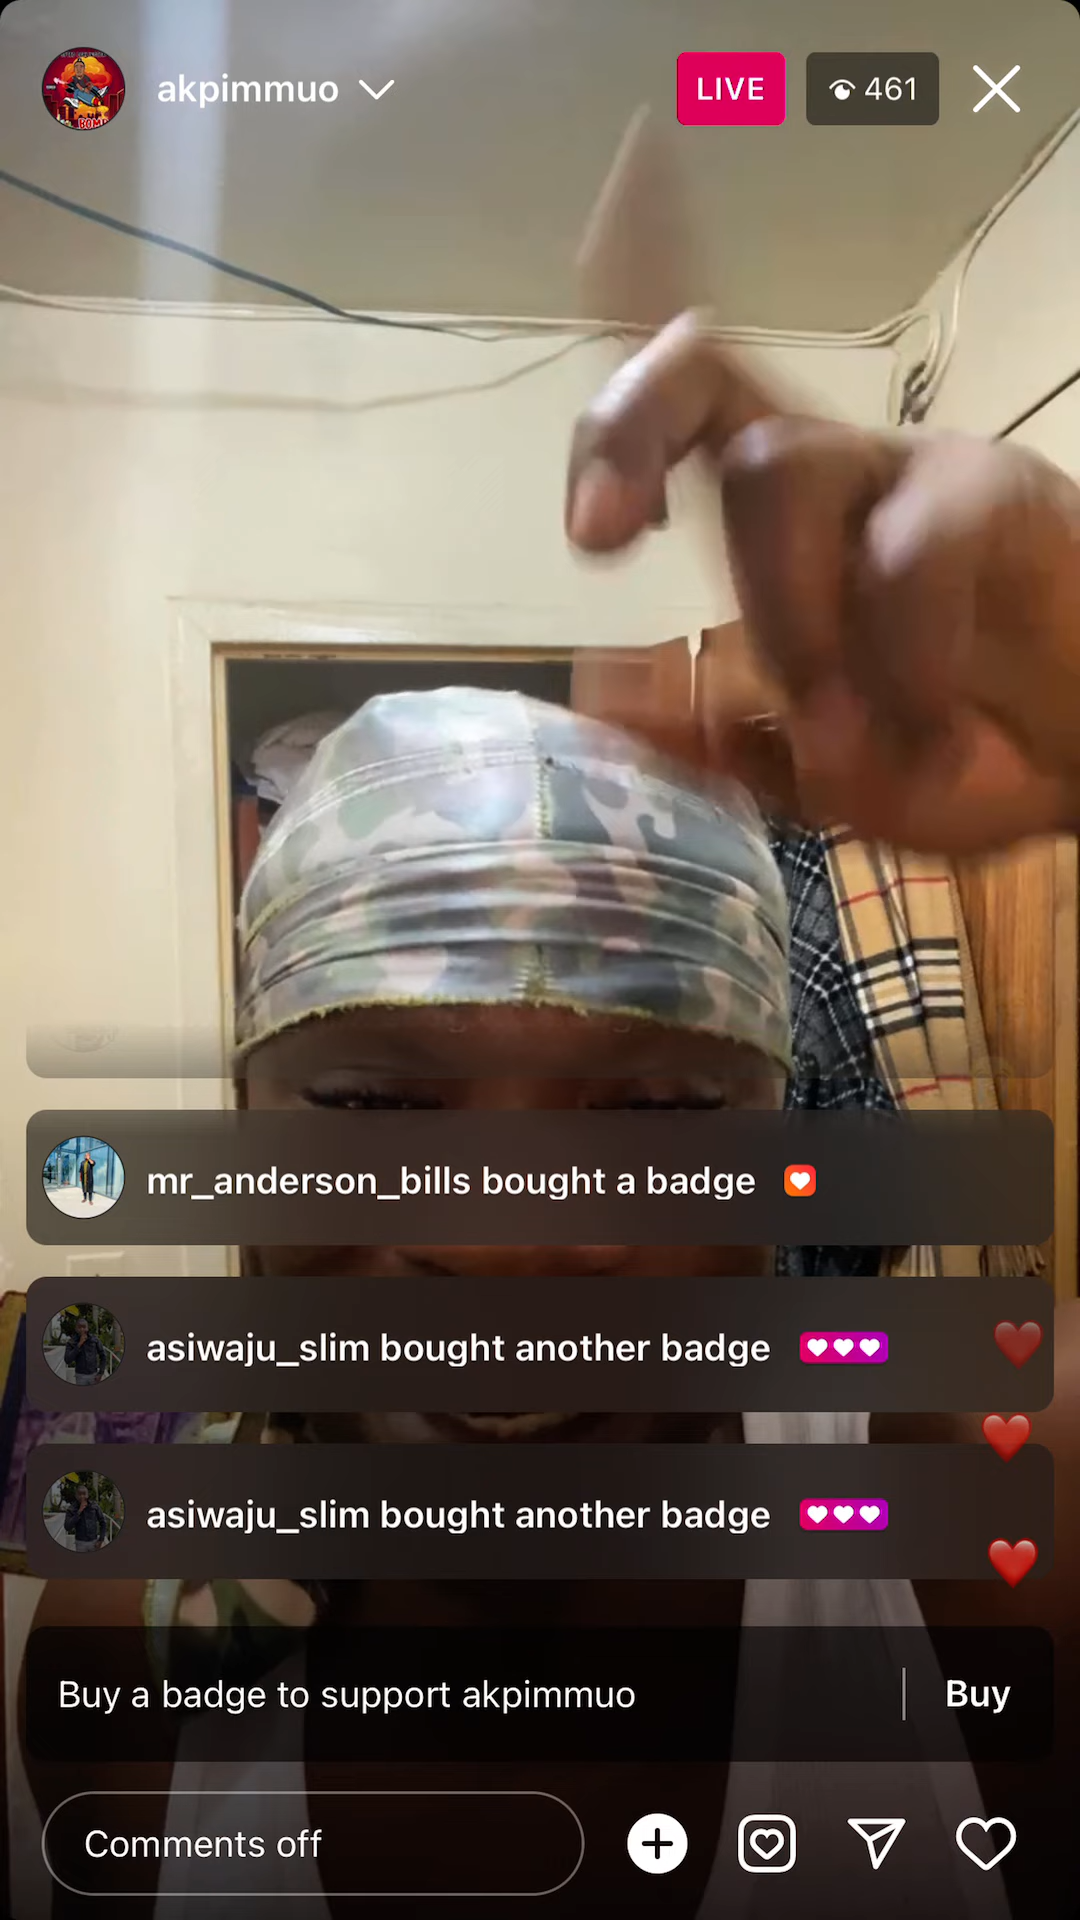 akpimmuo
LIVE
461
BOMB
mr_anderson_bills bought a badge
asiwaju_slim bought another badge
asiwaju_slim bought another badge
Buy a badge to support akpimmuo
Buy
Comments off